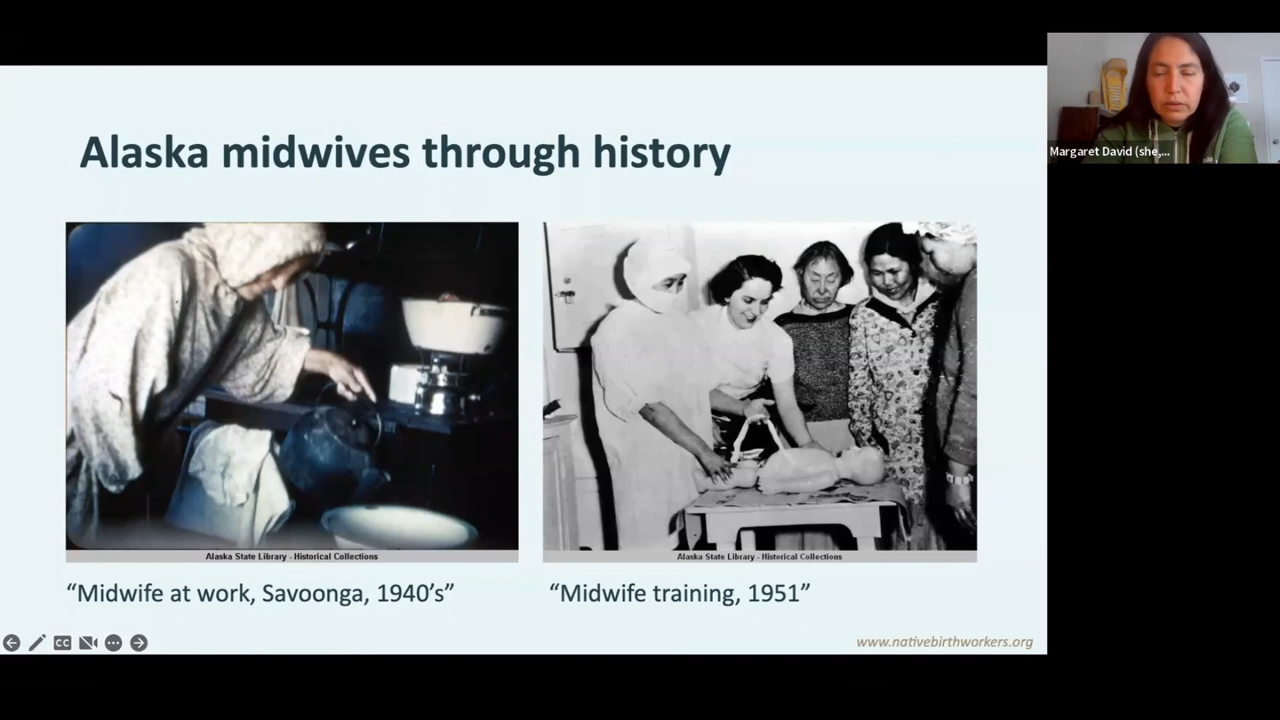 Alaska midwives through history
Alaska State Library - Historical Collections
Alaska State Library - Historical Collections
“Midwife at work, Savoonga, 1940’s”
“Midwife training, 1951”
CC
www.nativebirthworkers.org
Margaret David (she,...